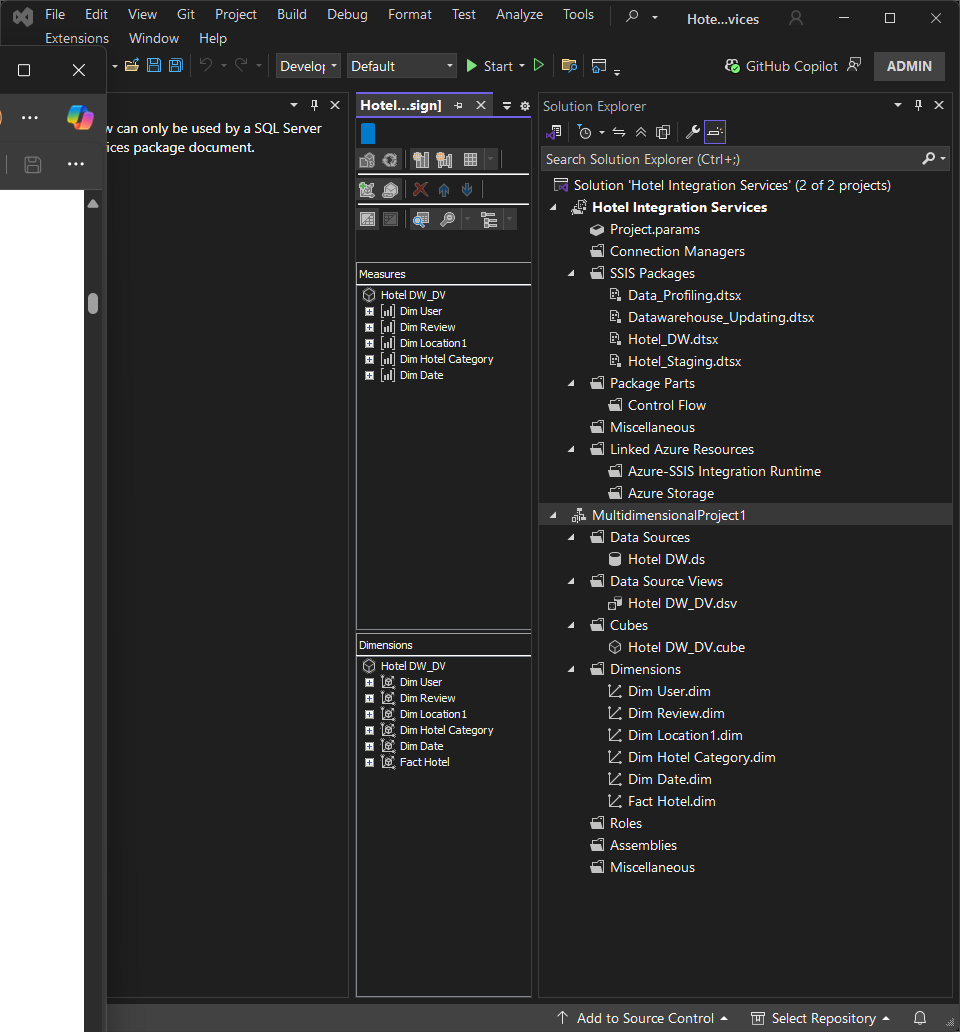 File Edit View Git Project Build Debug Format Test Analyze Tools Hote...vices
Extensions Window Help
Develop Default Start GitHub Copilot ADMIN
w can only be used by a SQL Server
ices package document.
Hotel...sign]
Measures
Hotel DW_DV
Dim User
Dim Review
Dim Location1
Dim Hotel Category
Dim Date
Dimensions
Hotel DW_DV
Dim User
Dim Review
Dim Location1
Dim Hotel Category
Dim Date
Fact Hotel
Solution Explorer
Search Solution Explorer (Ctrl+;)
Solution 'Hotel Integration Services' (2 of 2 projects)
Hotel Integration Services
Project.params
Connection Managers
SSIS Packages
Data_Profiling.dtsx
Datawarehouse_Updating.dtsx
Hotel_DW.dtsx
Hotel_Staging.dtsx
Package Parts
Control Flow
Miscellaneous
Linked Azure Resources
Azure-SSIS Integration Runtime
Azure Storage
MultidimensionalProject1
Data Sources
Hotel DW.ds
Data Source Views
Hotel DW_DV.dsv
Cubes
Hotel DW_DV.cube
Dimensions
Dim User.dim
Dim Review.dim
Dim Location1.dim
Dim Hotel Category.dim
Dim Date.dim
Fact Hotel.dim
Roles
Assemblies
Miscellaneous
Add to Source Control Select Repository